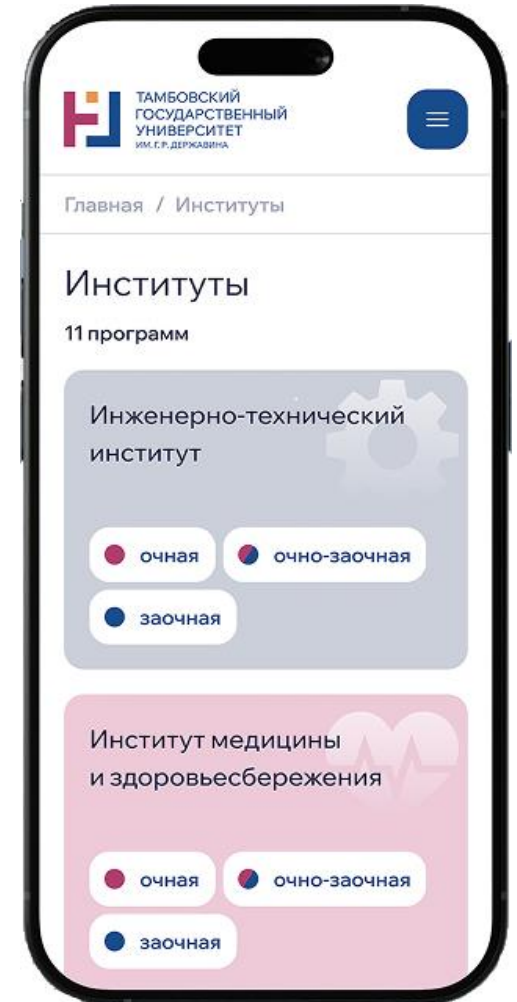 ТАМБОВСКИЙ
ГОСУДАРСТВЕННЫЙ
УНИВЕРСИТЕТ
ИМ. Г. Р. ДЕРЖАВИНА
Главная / Институты
Институты
11 программ
Инженерно-технический
институт
очная очно-заочная
заочная
Институт медицины
и здоровьесбережения
очная очно-заочная
заочная